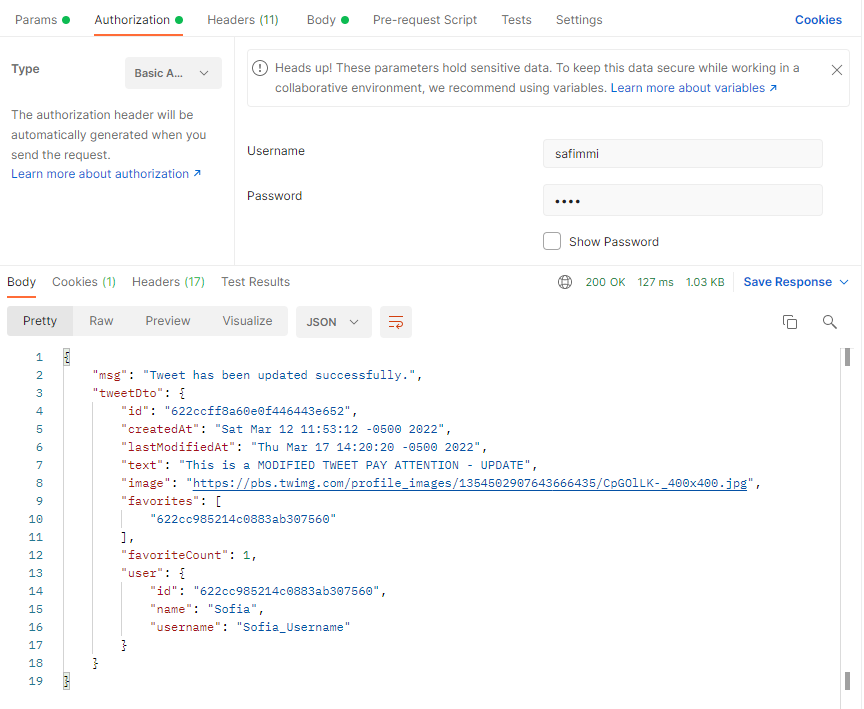 Params Authorization Headers (11) Body Pre-request Script Tests Settings Cookies
Type Basic A...
The authorization header will be
automatically generated when you
send the request.
Learn more about authorization ↗
Heads up! These parameters hold sensitive data. To keep this data secure while working in a
collaborative environment, we recommend using variables. Learn more about variables ↗
Username safimmi
Password ••••
Show Password
Body Cookies (1) Headers (17) Test Results 200 OK 127 ms 1.03 KB Save Response
Pretty Raw Preview Visualize JSON
1 {
2 "msg": "Tweet has been updated successfully.",
3 "tweetDto": {
4 "id": "622ccff8a60e0f446443e652",
5 "createdAt": "Sat Mar 12 11:53:12 -0500 2022",
6 "lastModifiedAt": "Thu Mar 17 14:20:20 -0500 2022",
7 "text": "This is a MODIFIED TWEET PAY ATTENTION - UPDATE",
8 "image": "https://pbs.twimg.com/profile_images/1354502907643666435/CpGOlLK-_400x400.jpg",
9 "favorites": [
10 "622cc985214c0883ab307560"
11 ],
12 "favoriteCount": 1,
13 "user": {
14 "id": "622cc985214c0883ab307560",
15 "name": "Sofia",
16 "username": "Sofia_Username"
17 }
18 }
19 }